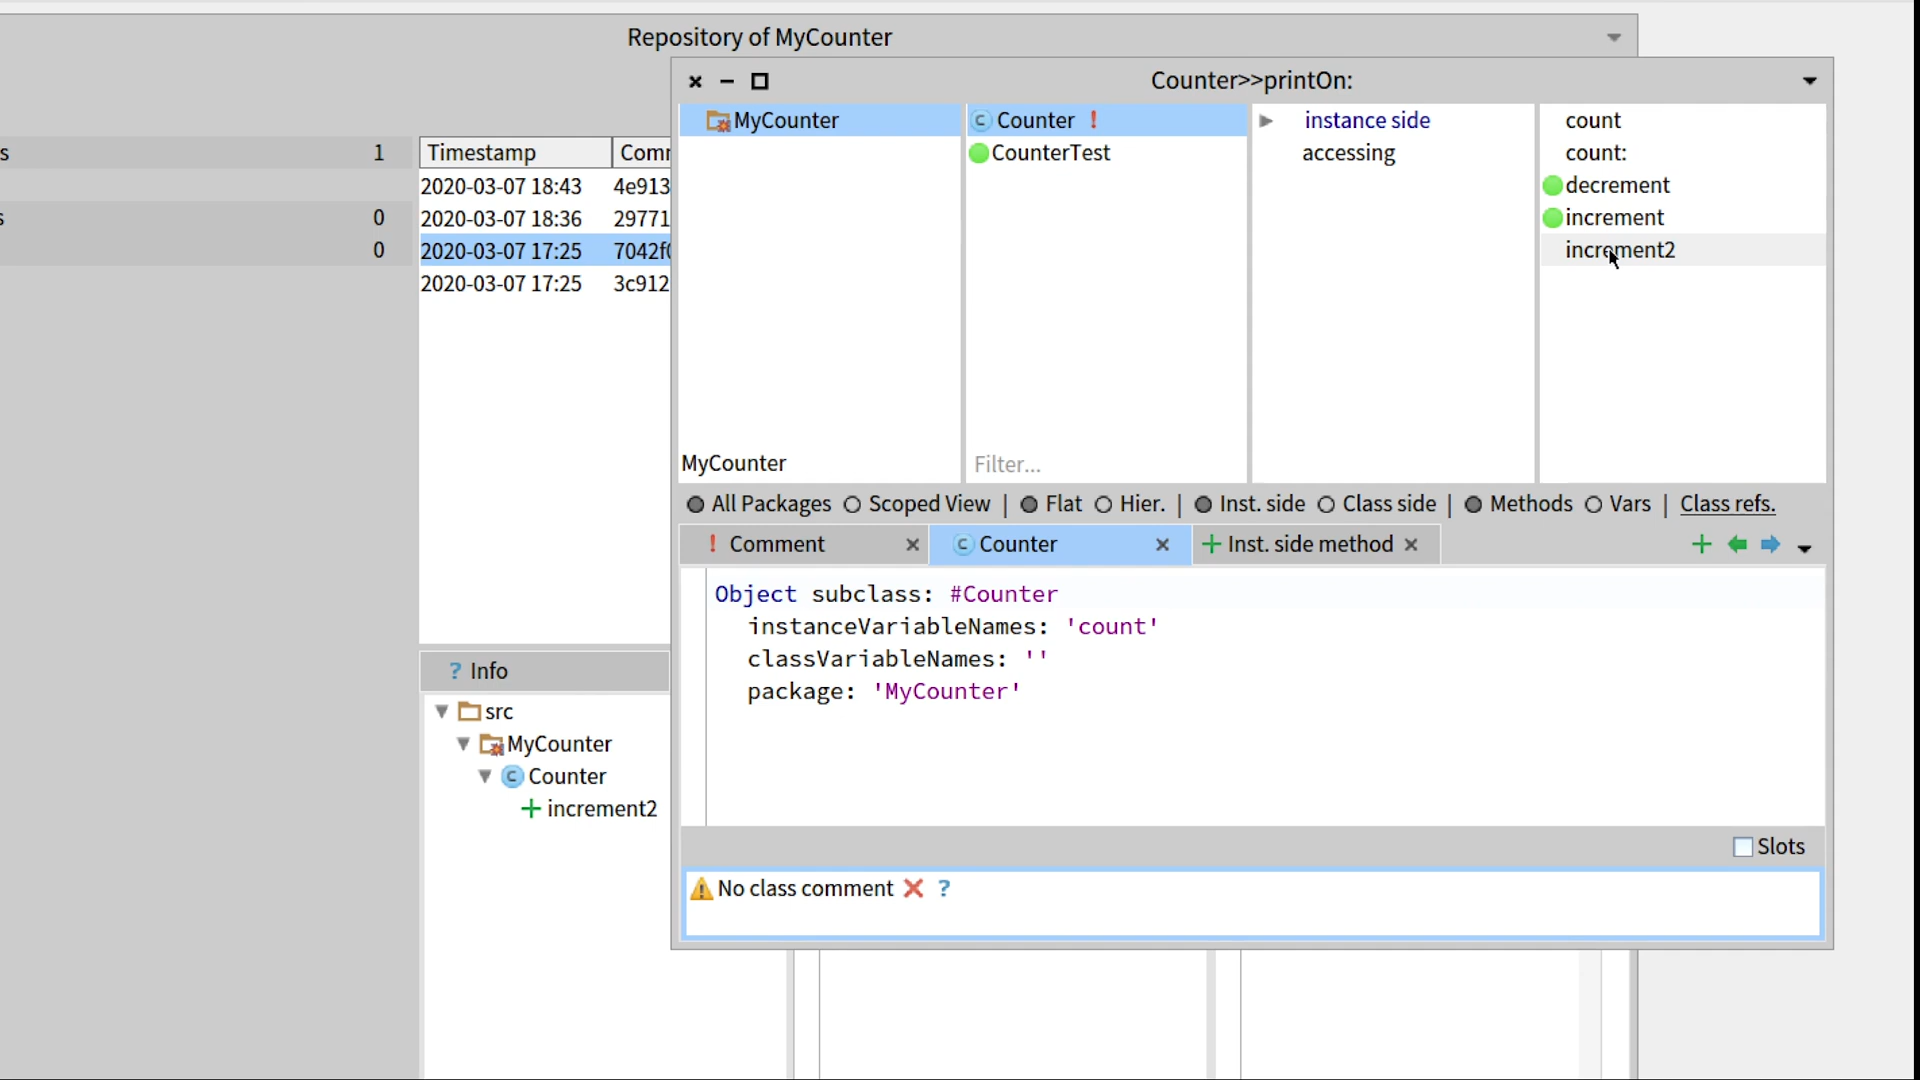 Repository of MyCounter
Counter>>printOn:
MyCounter
Counter !
CounterTest
instance side
accessing
count
count:
decrement
increment
increment2
s 1
s 0
0
Timestamp Comm
2020-03-07 18:43 4e913
2020-03-07 18:36 29771
2020-03-07 17:25 7042f
2020-03-07 17:25 3c912
MyCounter
Filter...
All Packages Scoped View | Flat Hier. | Inst. side Class side | Methods Vars | Class refs.
! Comment
Counter
Inst. side method
Object subclass: #Counter
instanceVariableNames: 'count'
classVariableNames: ''
package: 'MyCounter'
? Info
src
MyCounter
Counter
increment2
Slots
No class comment ?